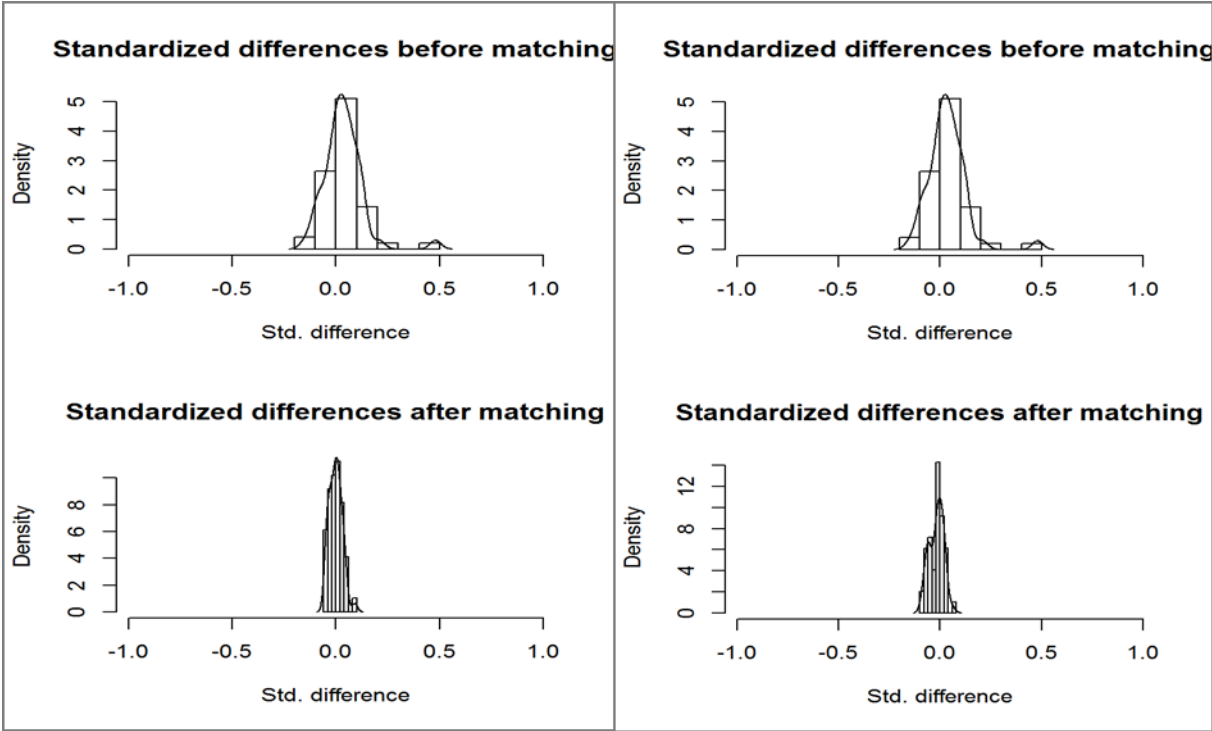 Standardized differences before matching
Density
5
4
3
2
1
0
-1.0 -0.5 0.0 0.5 1.0
Std. difference
Standardized differences before matching
Density
5
4
3
2
1
0
-1.0 -0.5 0.0 0.5 1.0
Std. difference
Standardized differences after matching
Density
8
6
4
2
0
-1.0 -0.5 0.0 0.5 1.0
Std. difference
Standardized differences after matching
Density
12
8
4
0
-1.0 -0.5 0.0 0.5 1.0
Std. difference